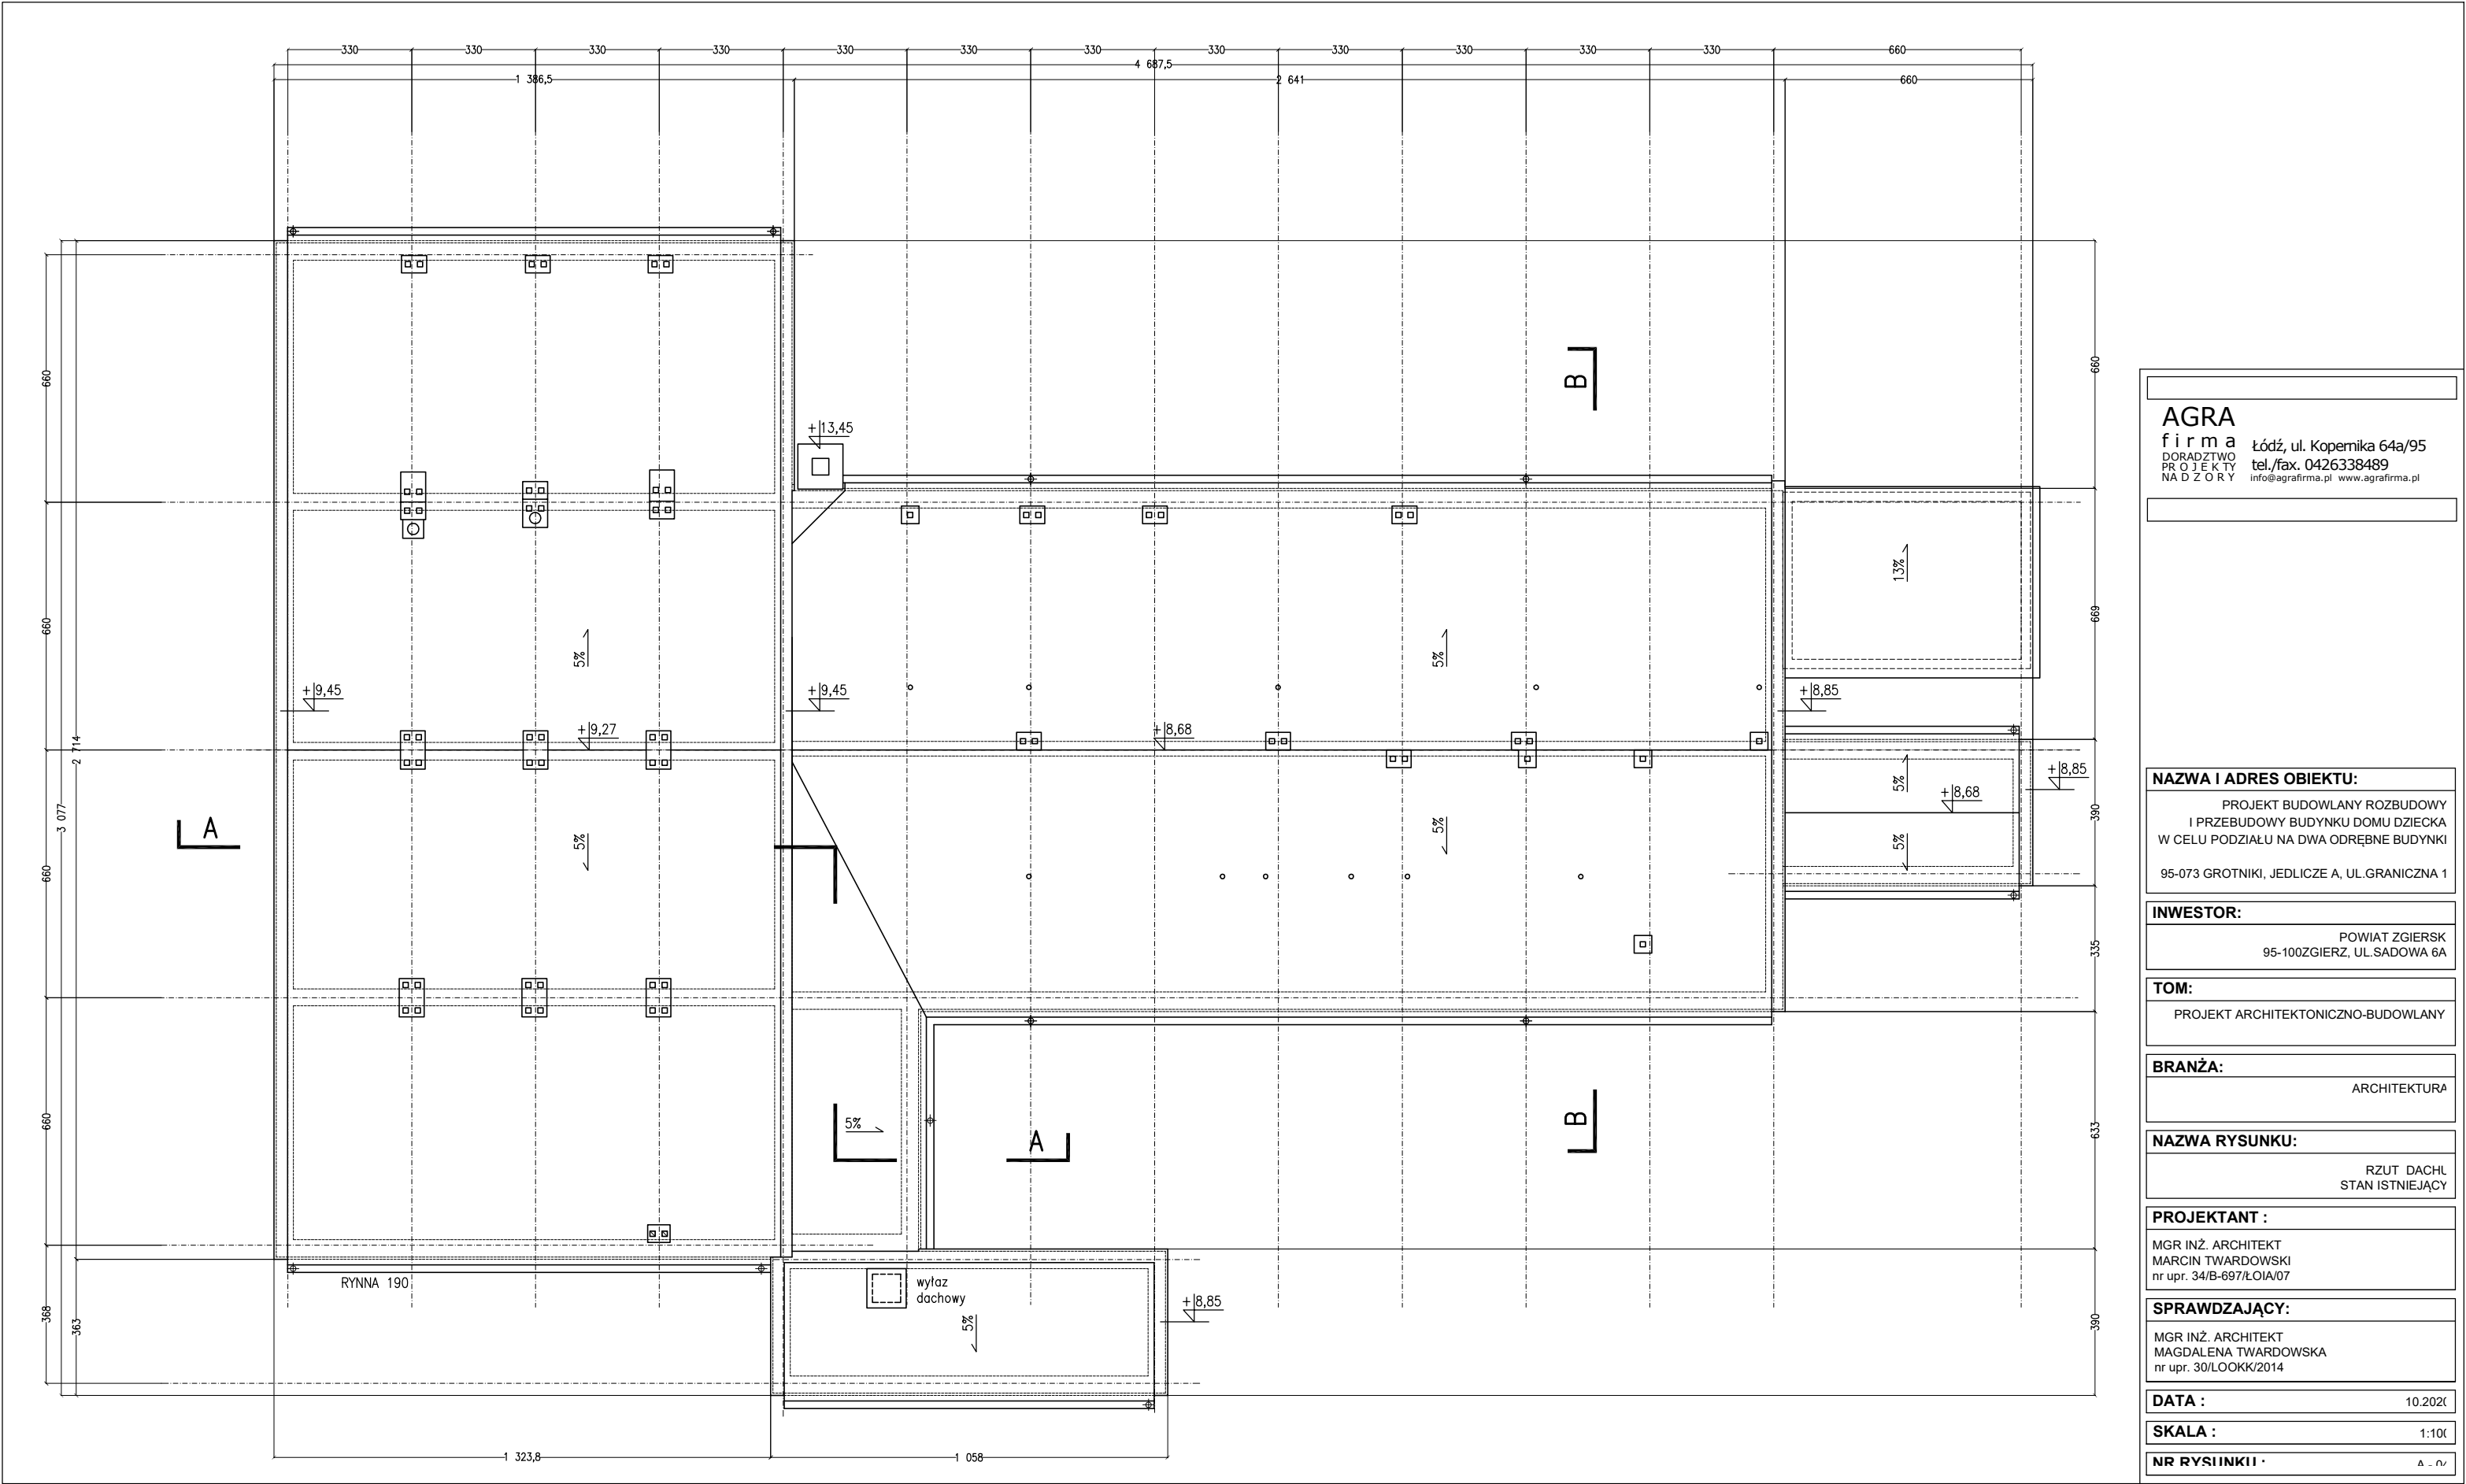 330 330 330 330 330 330 330 330 330 330 330 330 660
4 687,5
1 386,5 2 641 660
660
660
660
660
368
3 077
2 714
363
660
669
390
335
633
390
+13,45
B
13%
5%
5%
+9,45
+9,45
+8,85
+9,27
+8,68
+8,85
5%
+8,68
A
5%
5%
5%
5%
A
B
RYNNA 190
wyłaz
dachowy
+8,85
5%
1 323,8
1 058
AGRA
firma
DORADZTWO
PROJEKTY
NADZORY
Łódź, ul. Kopernika 64a/95
tel./fax. 0426338489
info@agrafirma.pl www.agrafirma.pl
NAZWA I ADRES OBIEKTU:
PROJEKT BUDOWLANY ROZBUDOWY
I PRZEBUDOWY BUDYNKU DOMU DZIECKA
W CELU PODZIAŁU NA DWA ODRĘBNE BUDYNKI
95-073 GROTNIKI, JEDLICZE A, UL.GRANICZNA 1
INWESTOR:
POWIAT ZGIERSK
95-100ZGIERZ, UL.SADOWA 6A
TOM:
PROJEKT ARCHITEKTONICZNO-BUDOWLANY
BRANŻA:
ARCHITEKTURA
NAZWA RYSUNKU:
RZUT DACHU
STAN ISTNIEJĄCY
PROJEKTANT :
MGR INŻ. ARCHITEKT
MARCIN TWARDOWSKI
nr upr. 34/B-697/ŁOIA/07
SPRAWDZAJĄCY:
MGR INŻ. ARCHITEKT
MAGDALENA TWARDOWSKA
nr upr. 30/LOOKK/2014
DATA :
10.202
SKALA :
1:10
NR RYSUNKU :